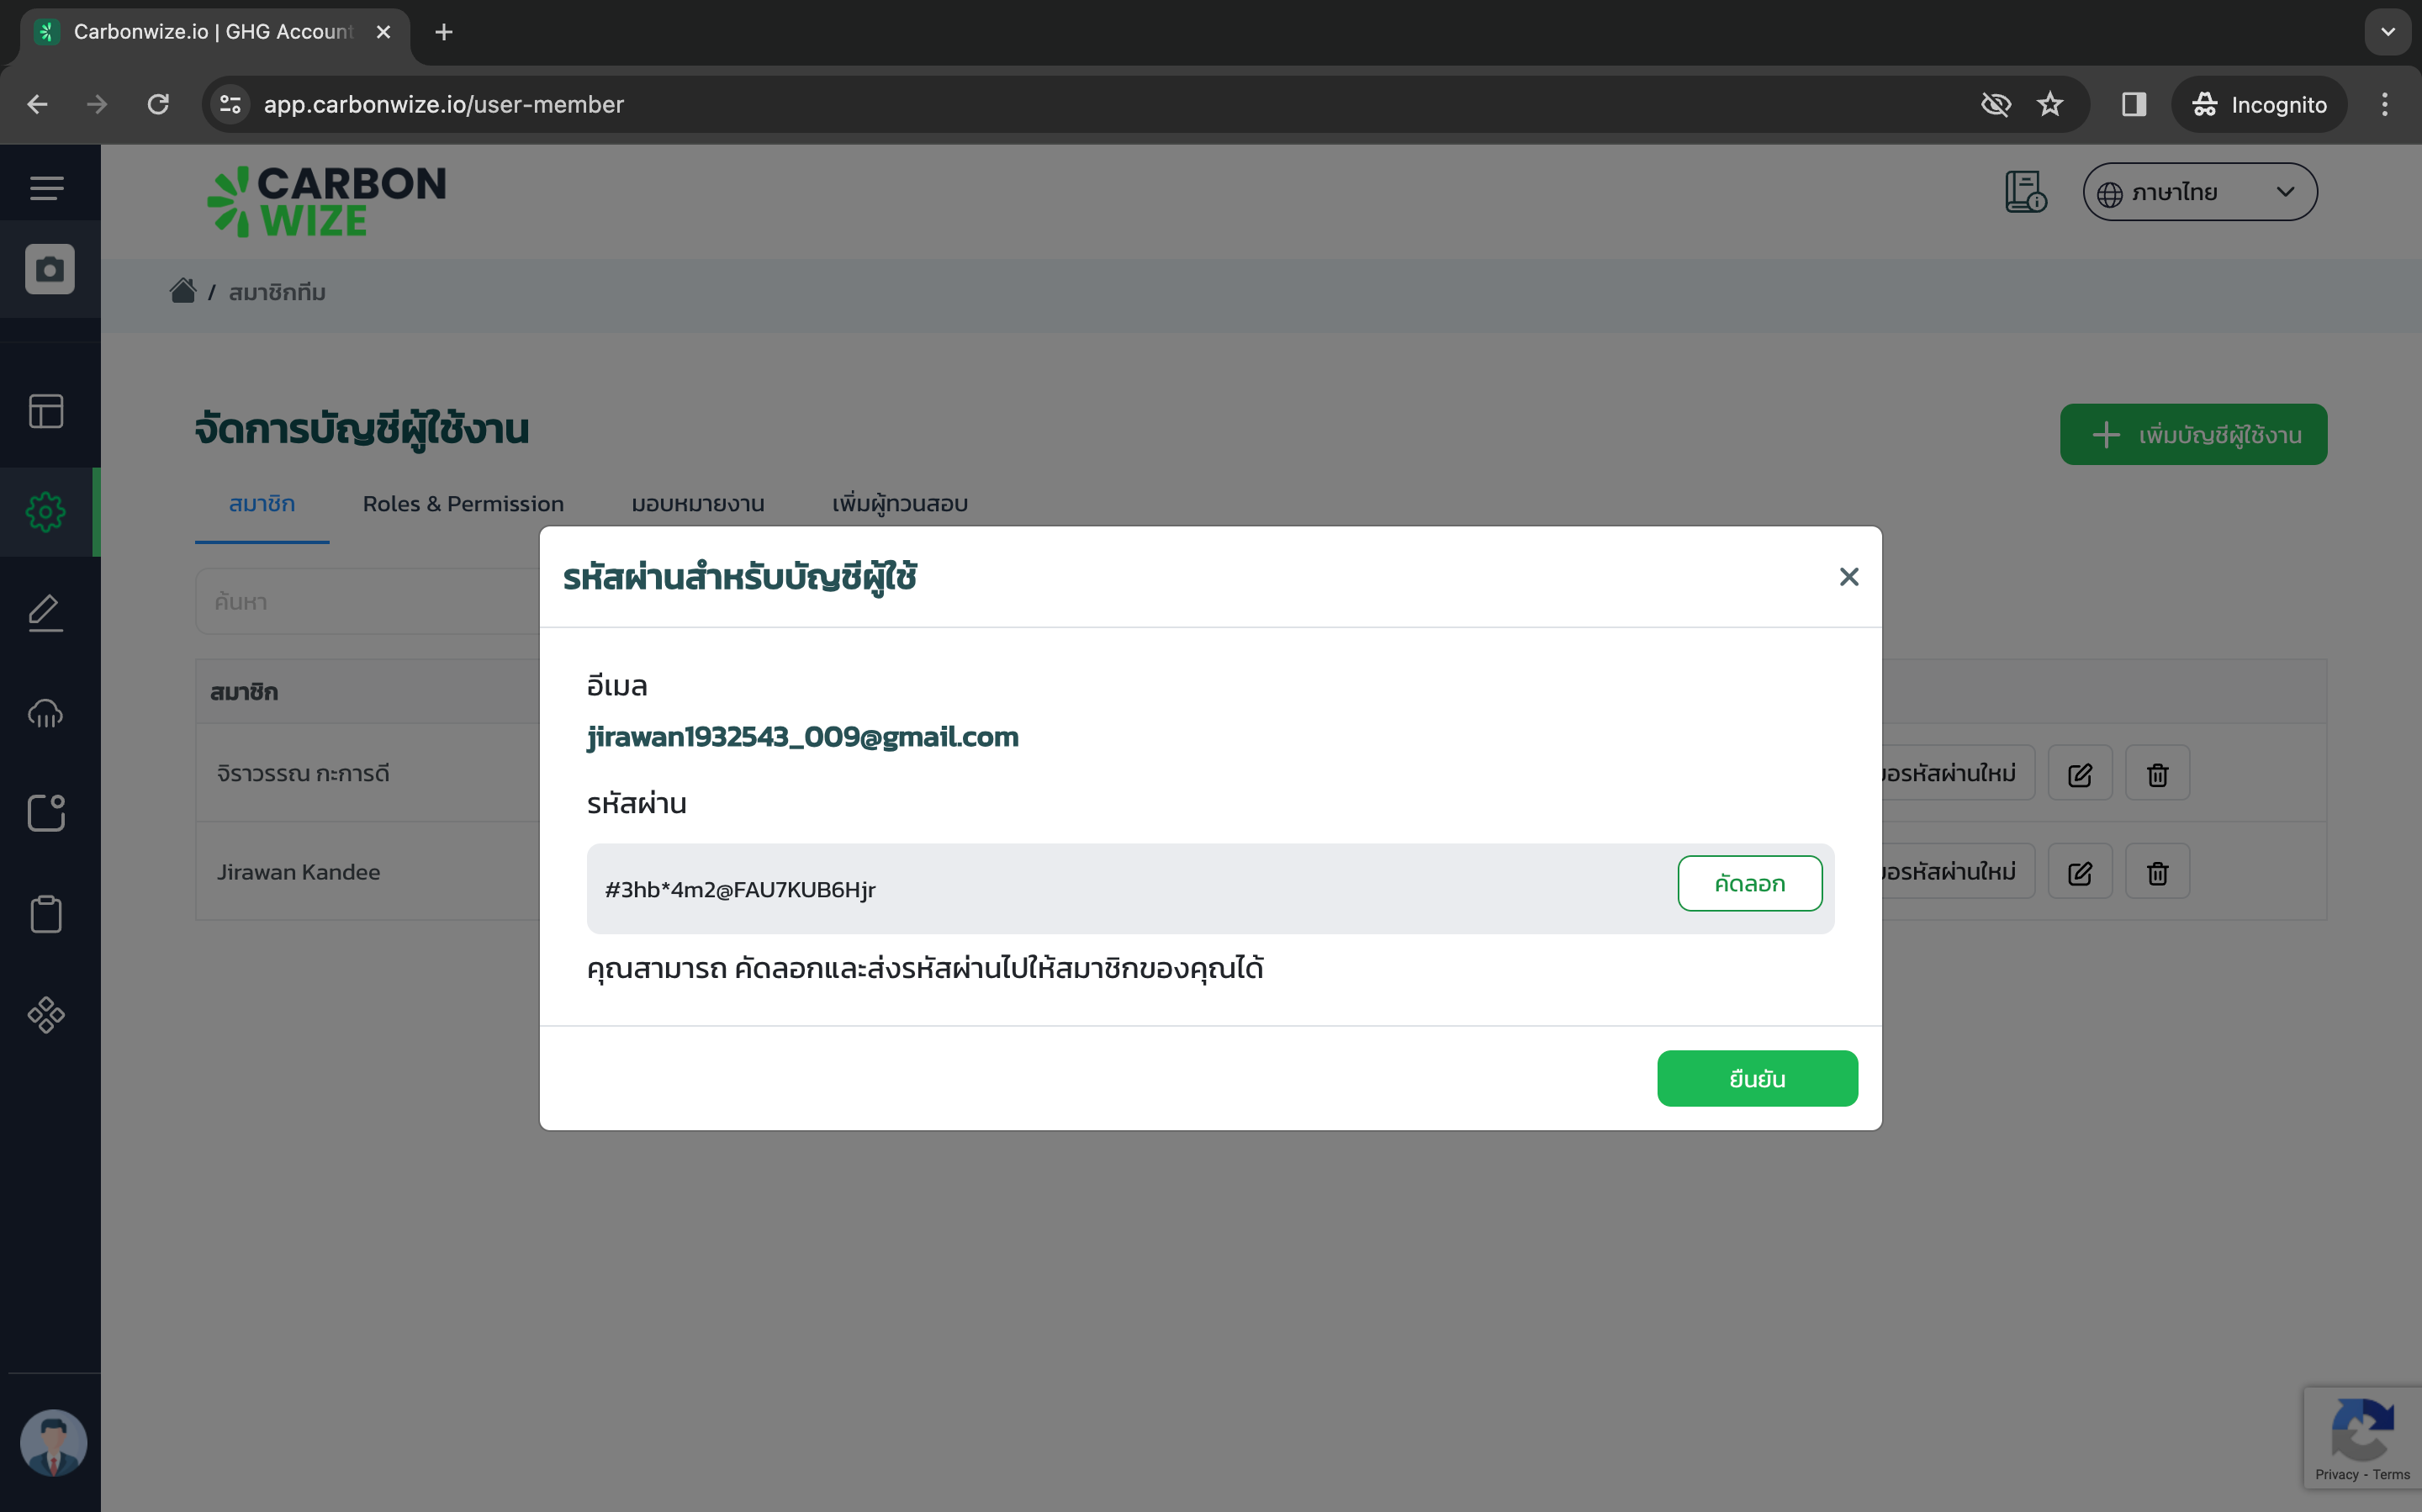 Carbonwize.io | GHG Account
app.carbonwize.io/user-member
Incognito
CARBON
WIZE
ภาษาไทย
/ สมาชิกทีม
จัดการบัญชีผู้ใช้งาน
เพิ่มบัญชีผู้ใช้งาน
สมาชิก
Roles & Permission
มอบหมายงาน
เพิ่มผู้ทวนสอบ
ค้นหา
รหัสผ่านสำหรับบัญชีผู้ใช้
อีเมล
jirawan1932543_009@gmail.com
รหัสผ่าน
#3hb*4m2@FAU7KUB6Hjr
คัดลอก
คุณสามารถ คัดลอกและส่งรหัสผ่านไปให้สมาชิกของคุณได้
ยืนยัน
สมาชิก
จิราวรรณ กะการดี
อรหัสผ่านใหม่
Jirawan Kandee
อรหัสผ่านใหม่
Privacy - Terms